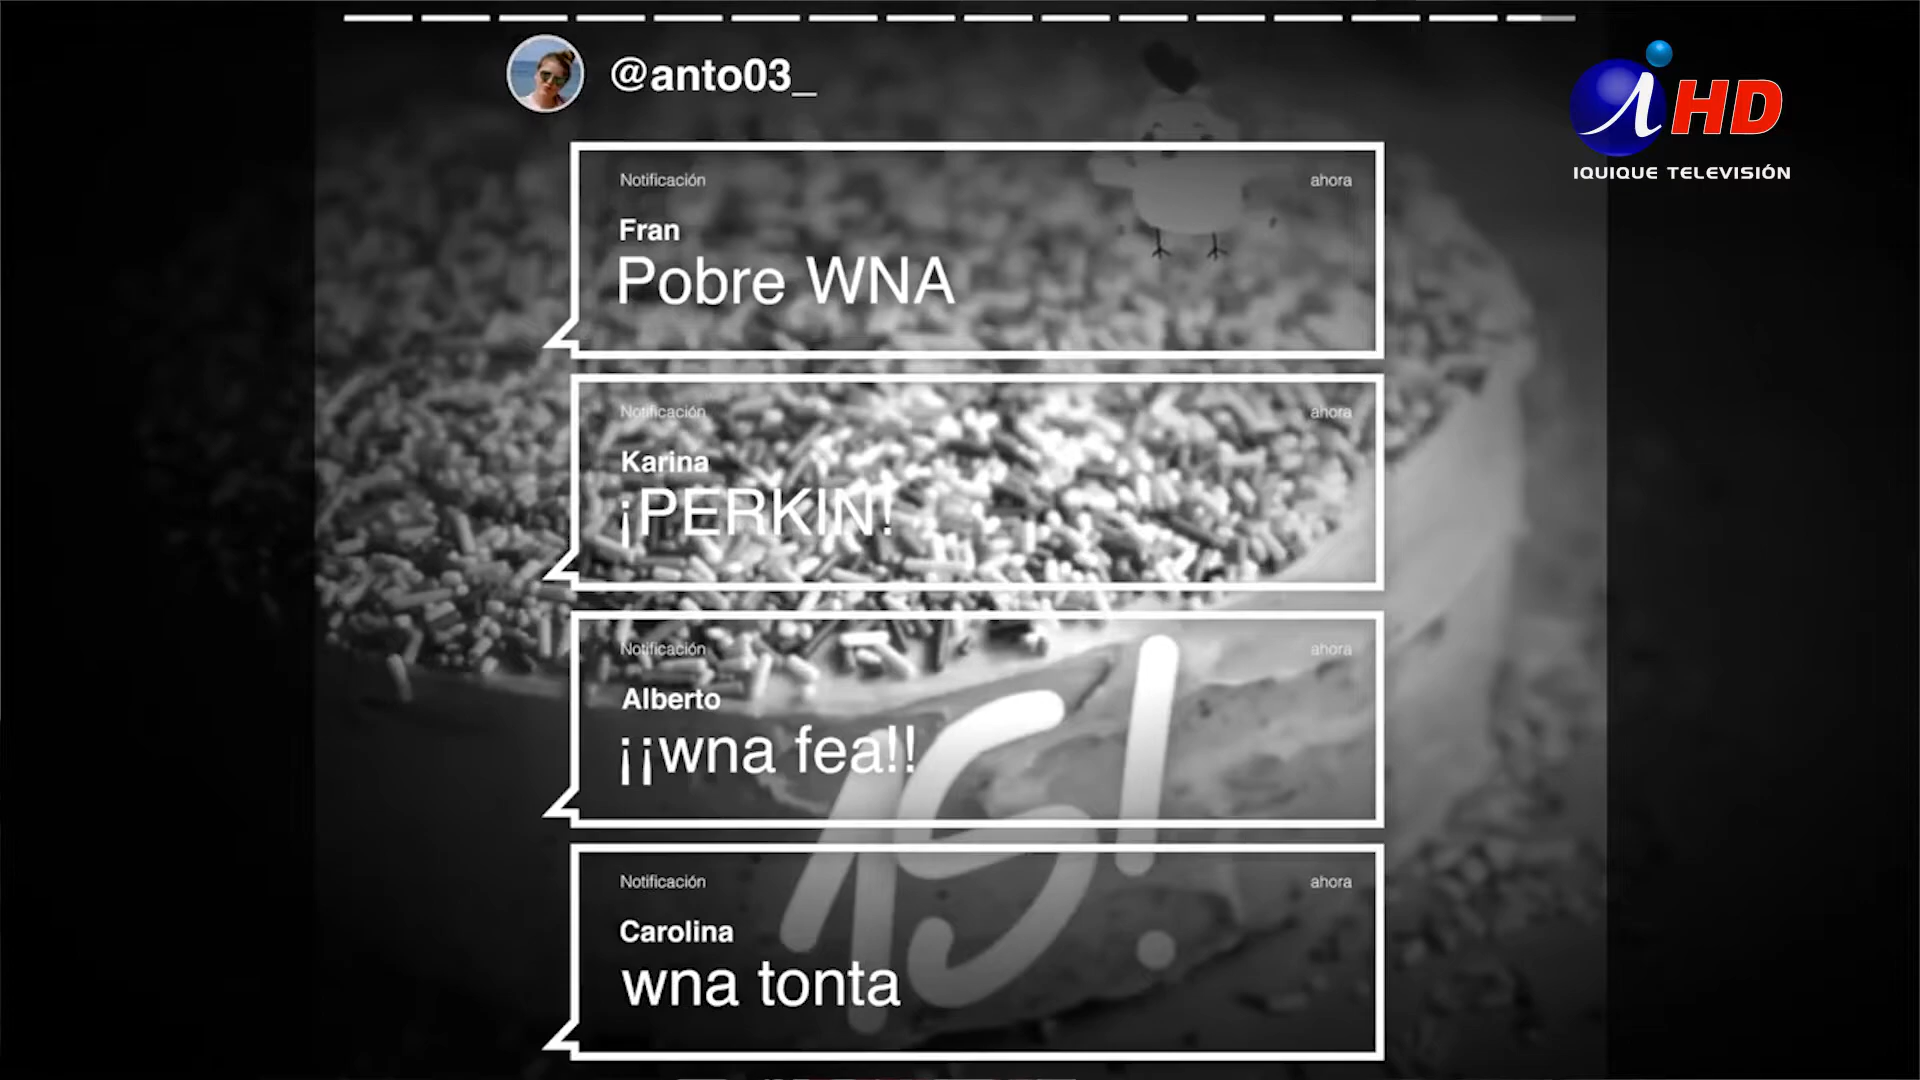 @anto03_
HD
IQUIQUE TELEVISIÓN
Notificación ahora
Fran
Pobre WNA
Notificación ahora
Karina
¡PERKIN!
Notificación ahora
Alberto
¡¡wna fea!!
Notificación ahora
Carolina
wna tonta
15!